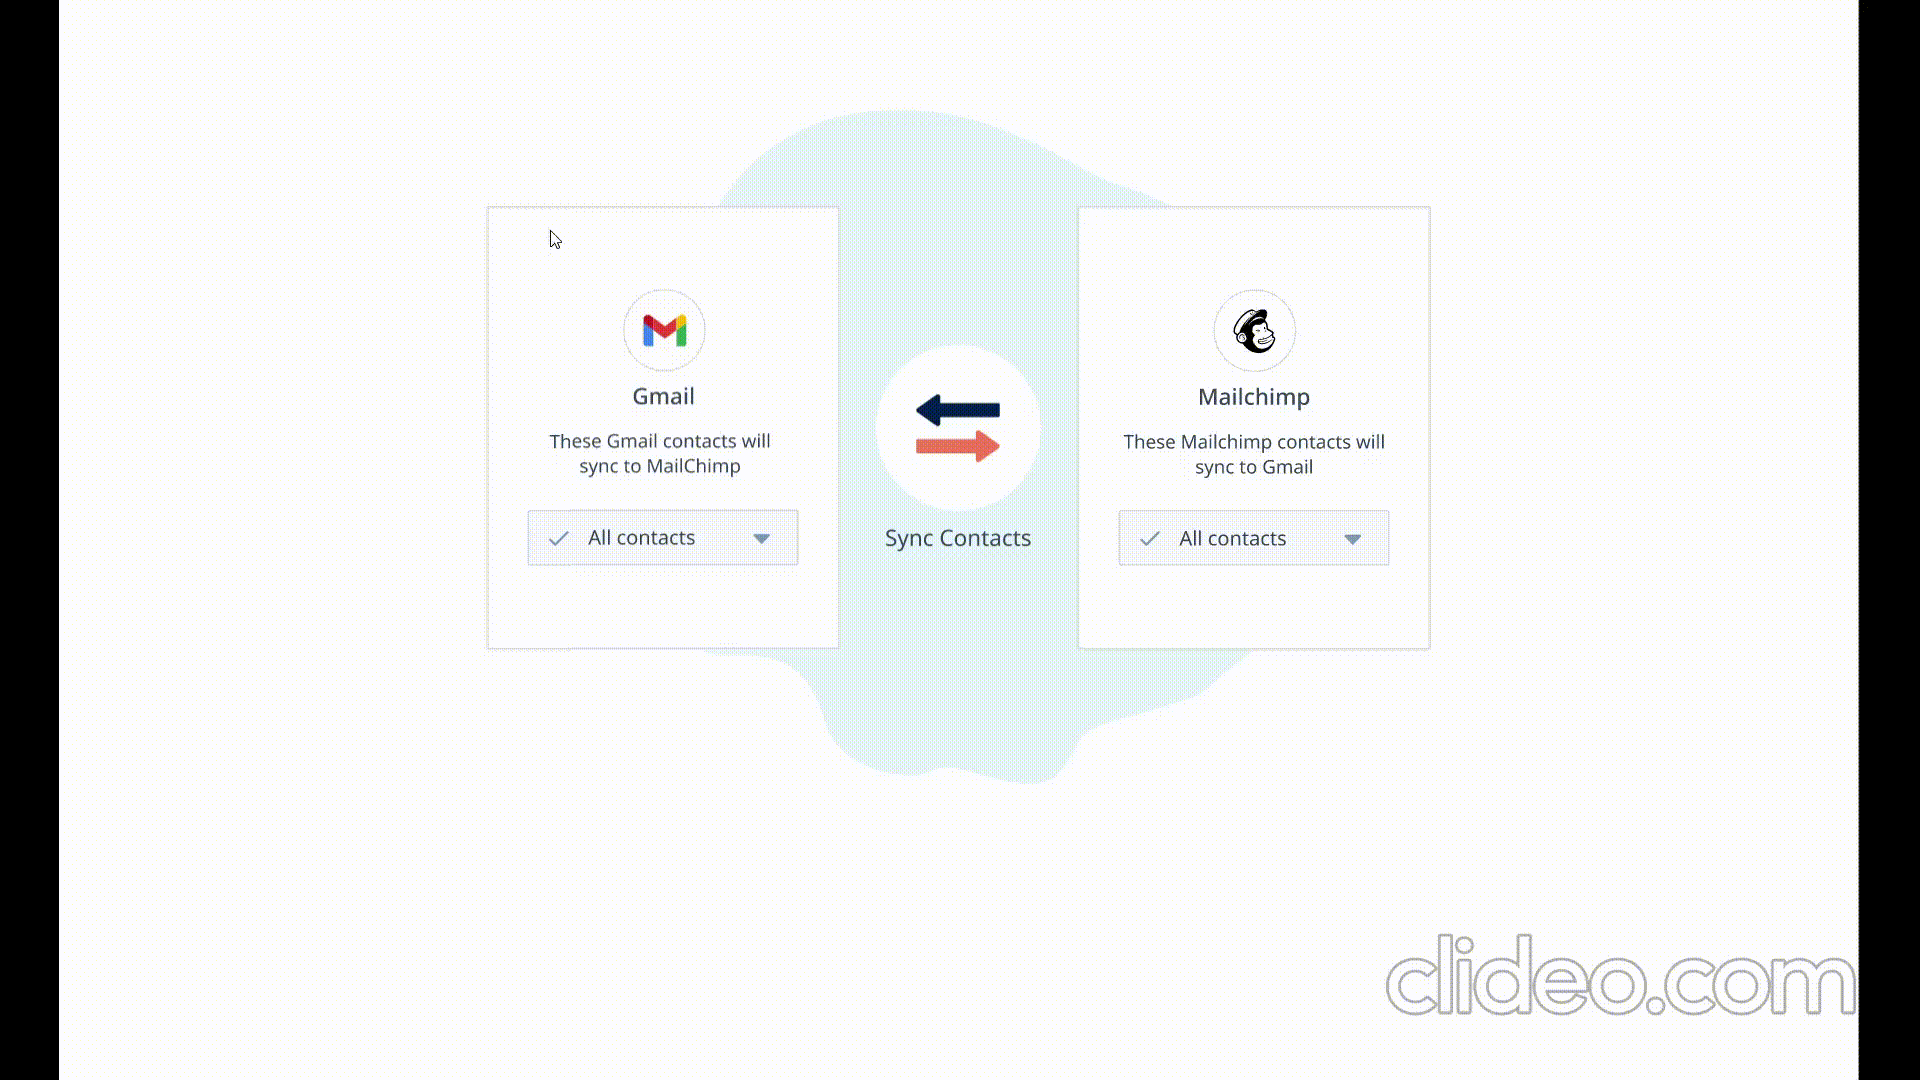 Gmail
These Gmail contacts will
sync to MailChimp
All contacts
Sync Contacts
Mailchimp
These Mailchimp contacts will
sync to Gmail
All contacts
clideo.com